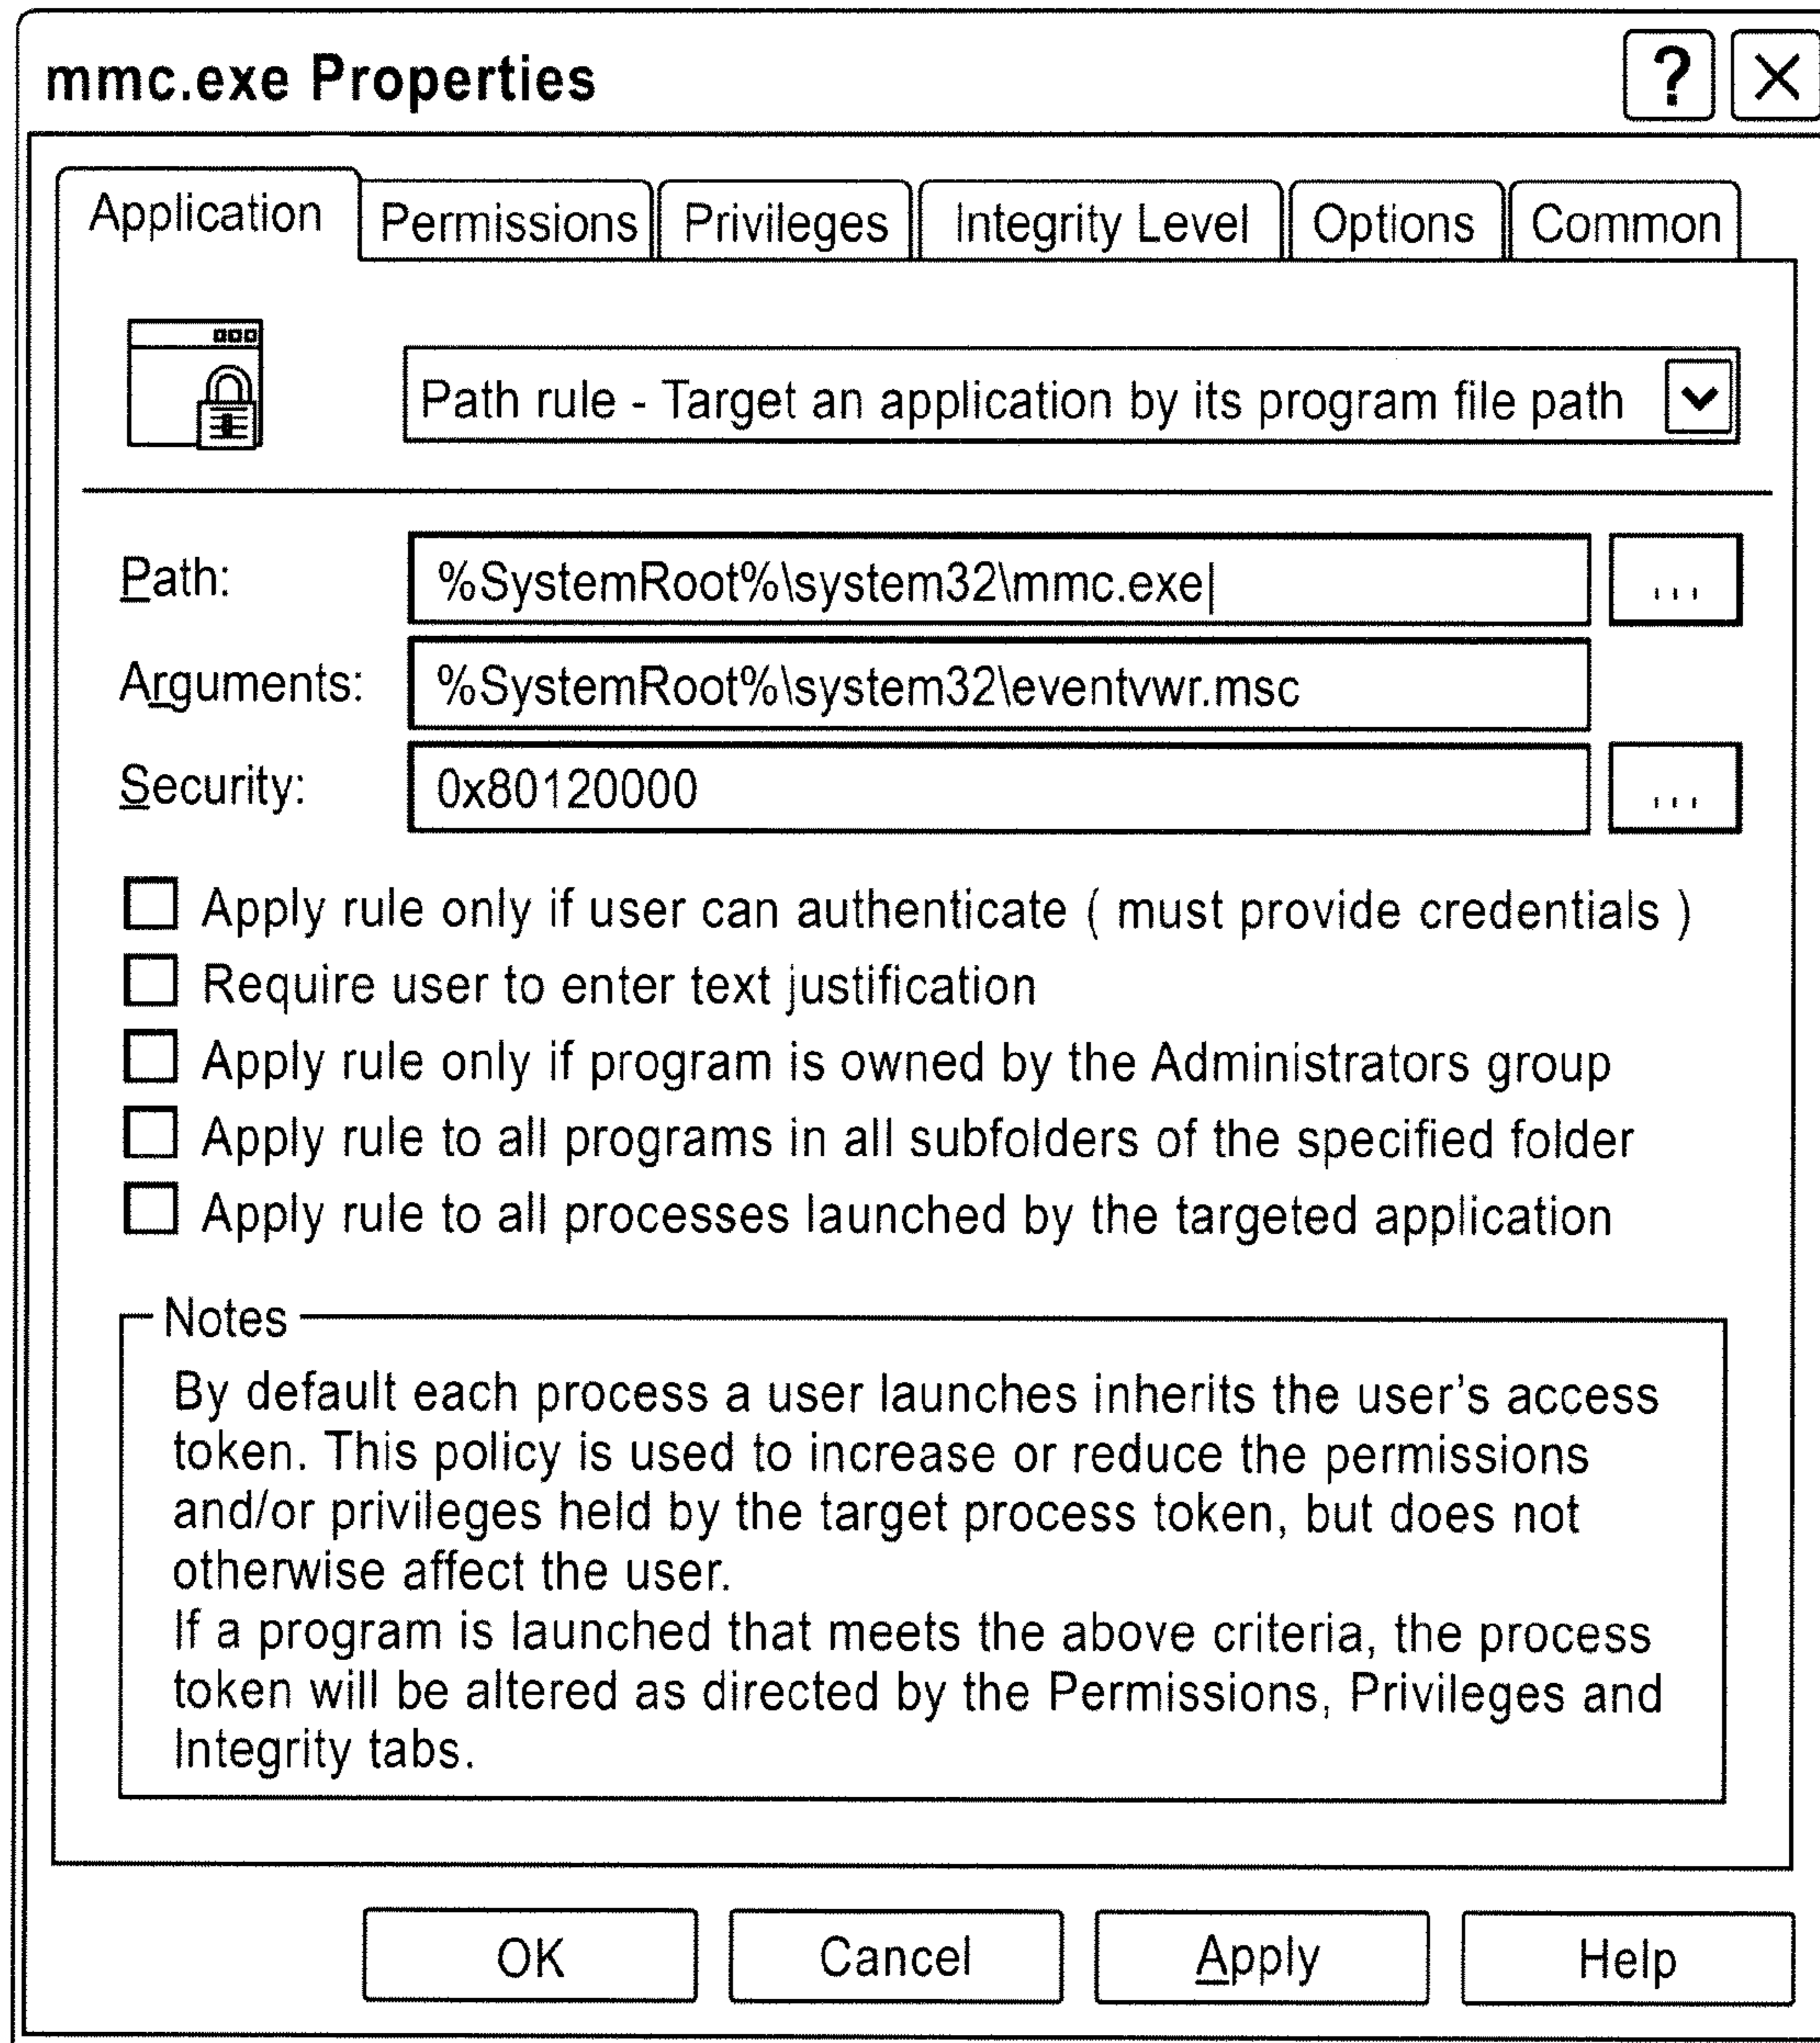 mmc.exe Properties ? X
Application Permissions Privileges Integrity Level Options Common
Path rule - Target an application by its program file path
Path: %SystemRoot%\system32\mmc.exe ...
Arguments: %SystemRoot%\system32\eventvwr.msc
Security: 0x80120000 ...
Apply rule only if user can authenticate ( must provide credentials )
Require user to enter text justification
Apply rule only if program is owned by the Administrators group
Apply rule to all programs in all subfolders of the specified folder
Apply rule to all processes launched by the targeted application
Notes
By default each process a user launches inherits the user's access
token. This policy is used to increase or reduce the permissions
and/or privileges held by the target process token, but does not
otherwise affect the user.
If a program is launched that meets the above criteria, the process
token will be altered as directed by the Permissions, Privileges and
Integrity tabs.
OK Cancel Apply Help